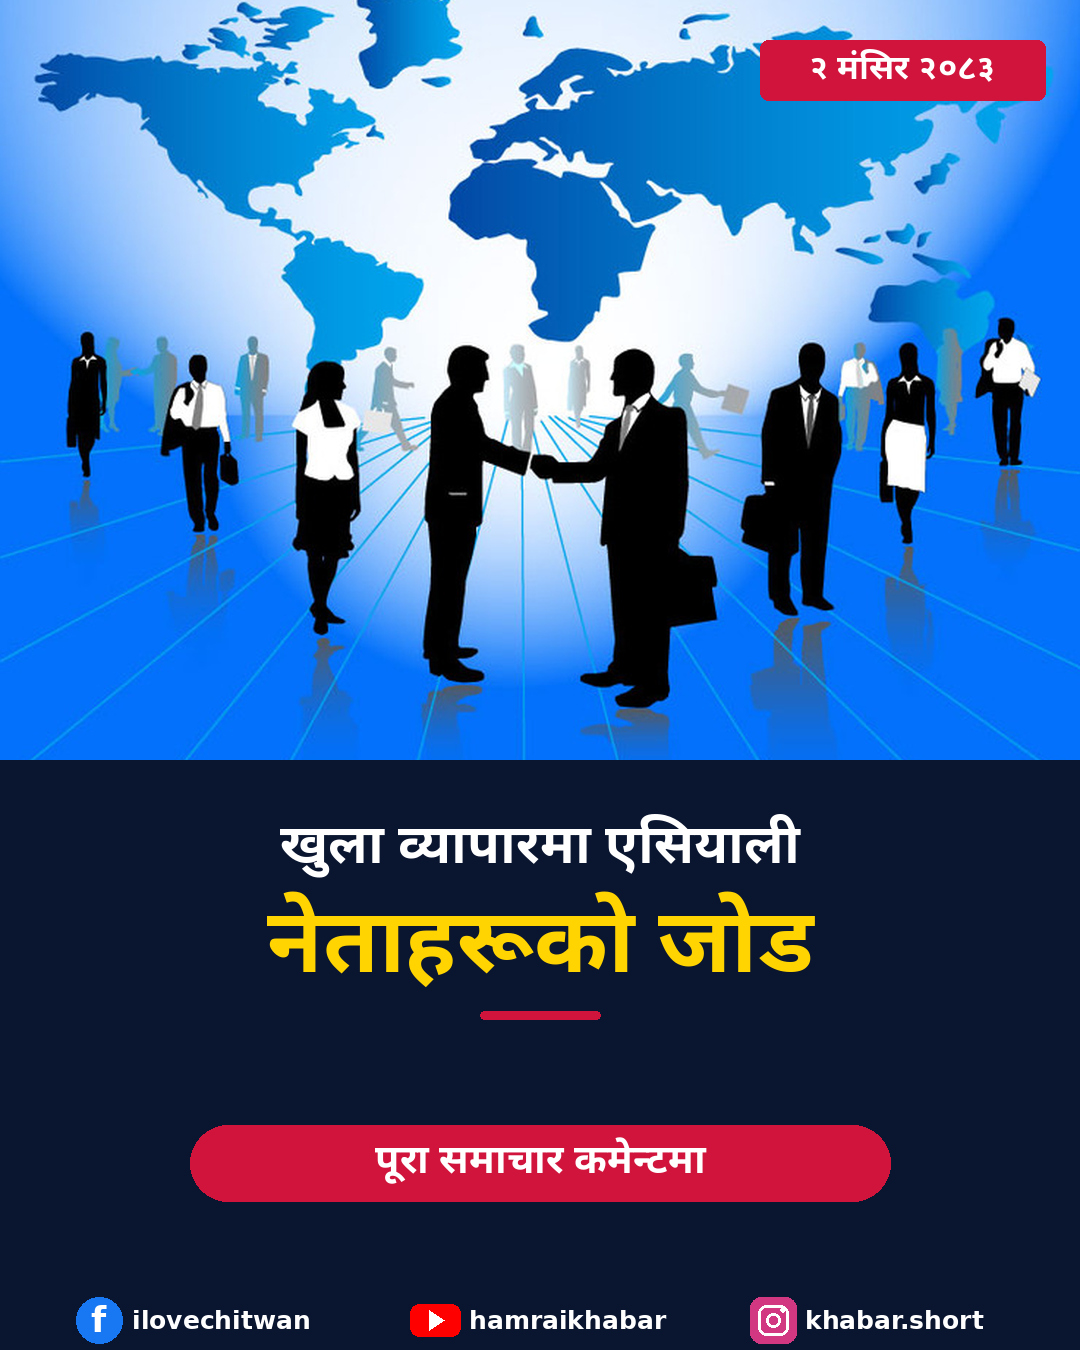 २ मंसिर २०८३
खुला व्यापारमा एसियाली
नेताहरूको जोड
पूरा समाचार कमेन्टमा
ilovechitwan
hamraikhabar
khabar.short